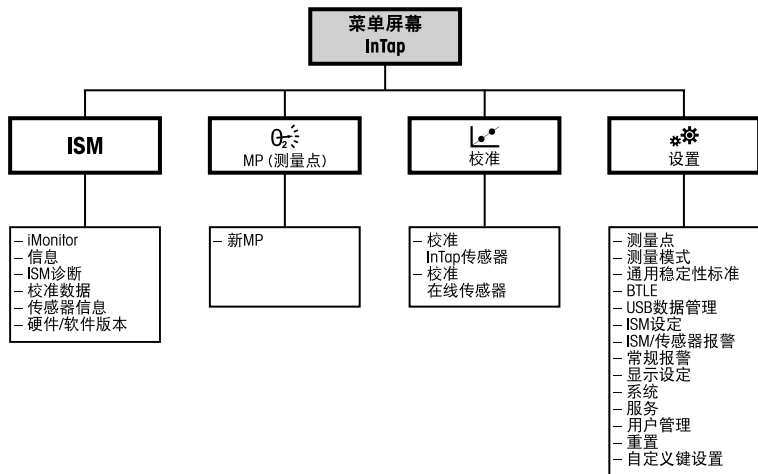 菜单屏幕
InTap
ISM
O₂
MP (测量点)
校准
设置
– iMonitor
– 信息
– ISM诊断
– 校准数据
– 传感器信息
– 硬件/软件版本
– 新MP
– 校准
InTap传感器
– 校准
在线传感器
– 测量点
– 测量模式
– 通用稳定性标准
– BTLE
– USB数据管理
– ISM设定
– ISM/传感器报警
– 常规报警
– 显示设定
– 系统
– 服务
– 用户管理
– 重置
– 自定义键设置